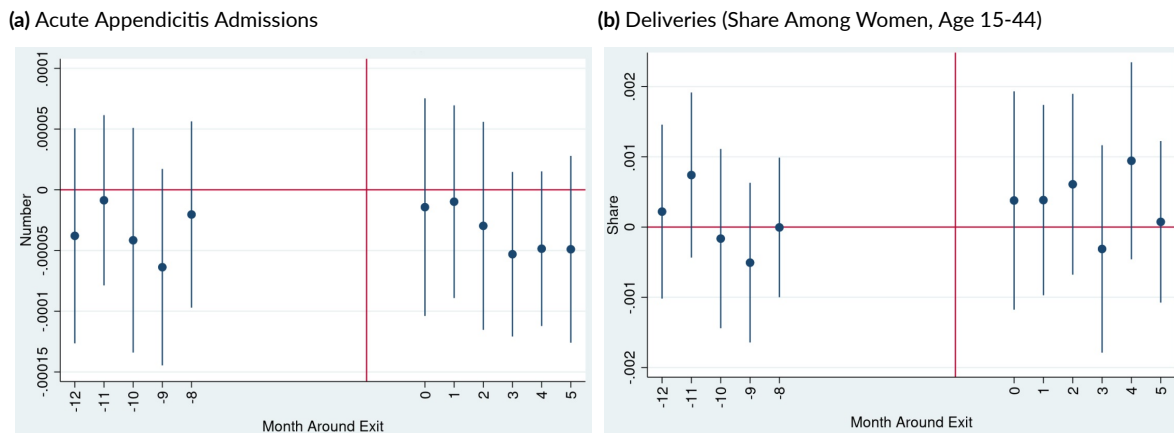 (a) Acute Appendicitis Admissions
.0001
.00005
0
-.00005
-.0001
-.00015
Number
-12 -11 -10 -9 -8 0 1 2 3 4 5
Month Around Exit
(b) Deliveries (Share Among Women, Age 15-44)
.002
.001
0
-.001
-.002
Share
-12 -11 -10 -9 -8 0 1 2 3 4 5
Month Around Exit